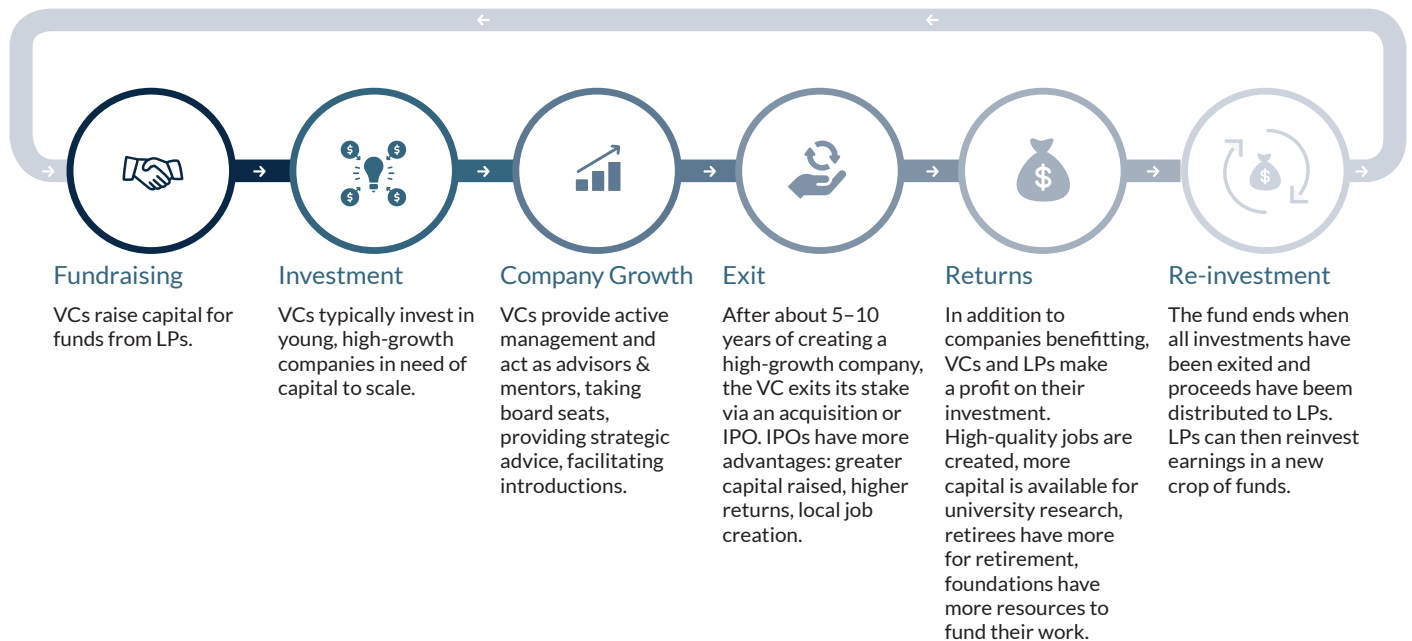 Fundraising
VCs raise capital for
funds from LPs.
Investment
VCs typically invest in
young, high-growth
companies in need of
capital to scale.
Company Growth
VCs provide active
management and
act as advisors &
mentors, taking
board seats,
providing strategic
advice, facilitating
introductions.
Exit
After about 5–10
years of creating a
high-growth company,
the VC exits its stake
via an acquisition or
IPO. IPOs have more
advantages: greater
capital raised, higher
returns, local job
creation.
Returns
In addition to
companies benefitting,
VCs and LPs make
a profit on their
investment.
High-quality jobs are
created, more
capital is available for
university research,
retirees have more
for retirement,
foundations have
more resources to
fund their work.
Re-investment
The fund ends when
all investments have
been exited and
proceeds have beem
distributed to LPs.
LPs can then reinvest
earnings in a new
crop of funds.